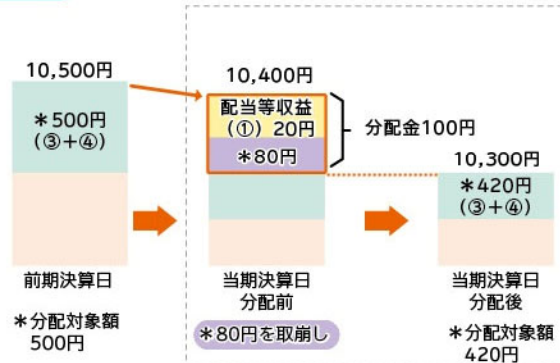 10,500円
*500円
(③+④)
前期決算日
*分配対象額
500円
10,400円
配当等収益
(①) 20円
*80円
分配金100円
当期決算日
分配前
*80円を取崩し
10,300円
*420円
(③+④)
当期決算日
分配後
*分配対象額
420円